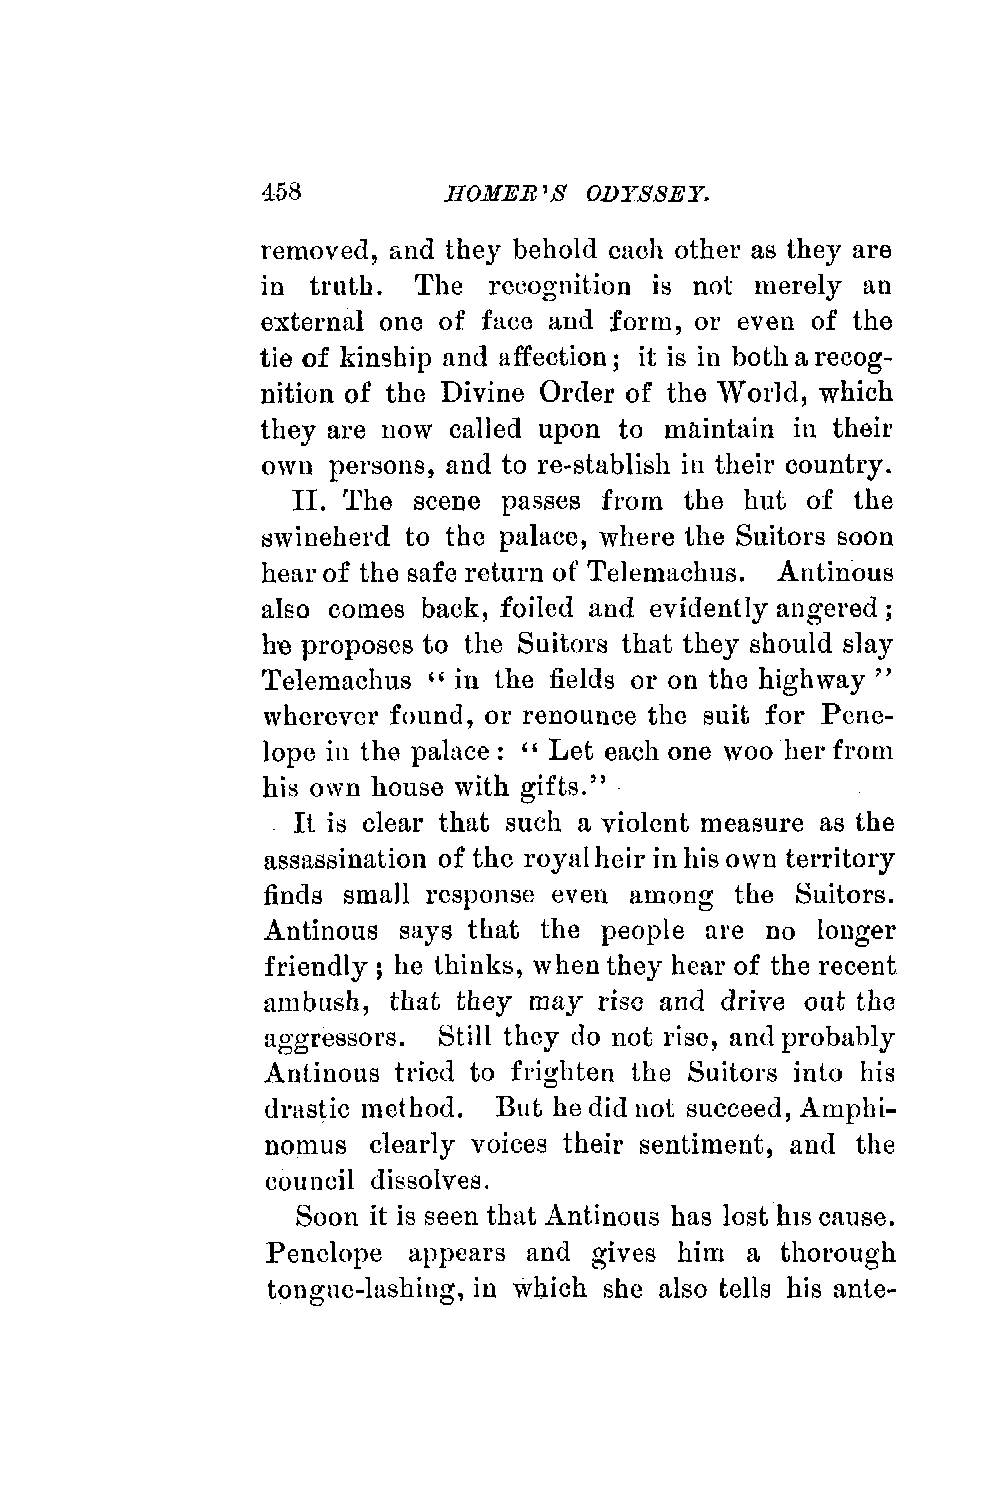 458 HOMER'S ODYSSEY.
removed, and they behold each other as they are
in truth. The recognition is not merely an
external one of face and form, or even of the
tie of kinship and affection; it is in both a recog-
nition of the Divine Order of the World, which
they are now called upon to maintain in their
own persons, and to re-stablish in their country.
II. The scene passes from the hut of the
swineherd to the palace, where the Suitors soon
hear of the safe return of Telemachus. Antinous
also comes back, foiled and evidently angered;
he proposes to the Suitors that they should slay
Telemachus "in the fields or on the highway"
wherever found, or renounce the suit for Pene-
lope in the palace: "Let each one woo her from
his own house with gifts."
It is clear that such a violent measure as the
assassination of the royal heir in his own territory
finds small response even among the Suitors.
Antinous says that the people are no longer
friendly; he thinks, when they hear of the recent
ambush, that they may rise and drive out the
aggressors. Still they do not rise, and probably
Antinous tried to frighten the Suitors into his
drastic method. But he did not succeed, Amphi-
nomus clearly voices their sentiment, and the
council dissolves.
Soon it is seen that Antinous has lost his cause.
Penelope appears and gives him a thorough
tongue-lashing, in which she also tells his ante-